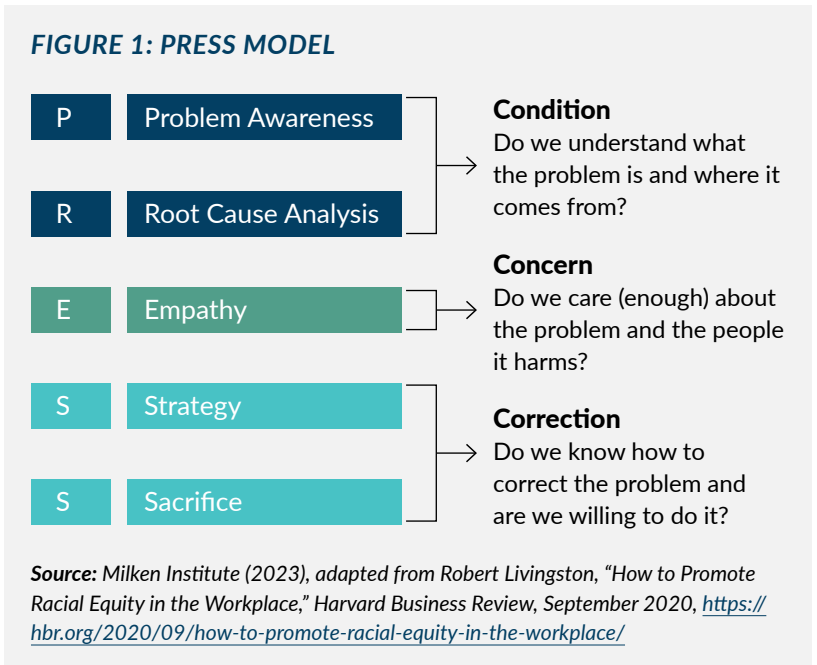 FIGURE 1: PRESS MODEL
P Problem Awareness
R Root Cause Analysis
Condition
Do we understand what
the problem is and where it
comes from?
E Empathy
Concern
Do we care (enough) about
the problem and the people
it harms?
S Strategy
S Sacrifice
Correction
Do we know how to
correct the problem and
are we willing to do it?
Source: Milken Institute (2023), adapted from Robert Livingston, “How to Promote
Racial Equity in the Workplace,” Harvard Business Review, September 2020, https://
hbr.org/2020/09/how-to-promote-racial-equity-in-the-workplace/